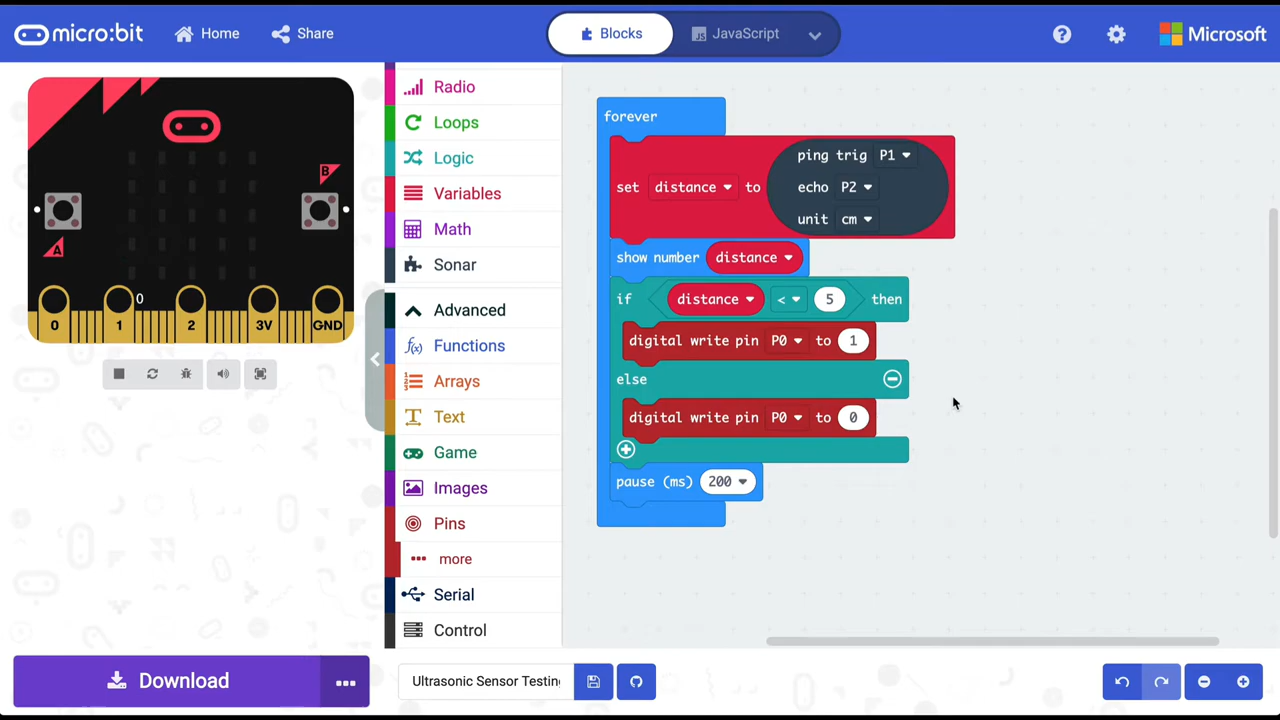 micro:bit
Home
Share
Blocks
JavaScript
Microsoft
B
A
0
0
1
2
3V
GND
Download
Radio
Loops
Logic
Variables
Math
Sonar
Advanced
Functions
Arrays
Text
Game
Images
Pins
more
Serial
Control
forever
set distance to
ping trig P1
echo P2
unit cm
show number distance
if distance < 5 then
digital write pin P0 to 1
else
digital write pin P0 to 0
pause (ms) 200
Ultrasonic Sensor Testing